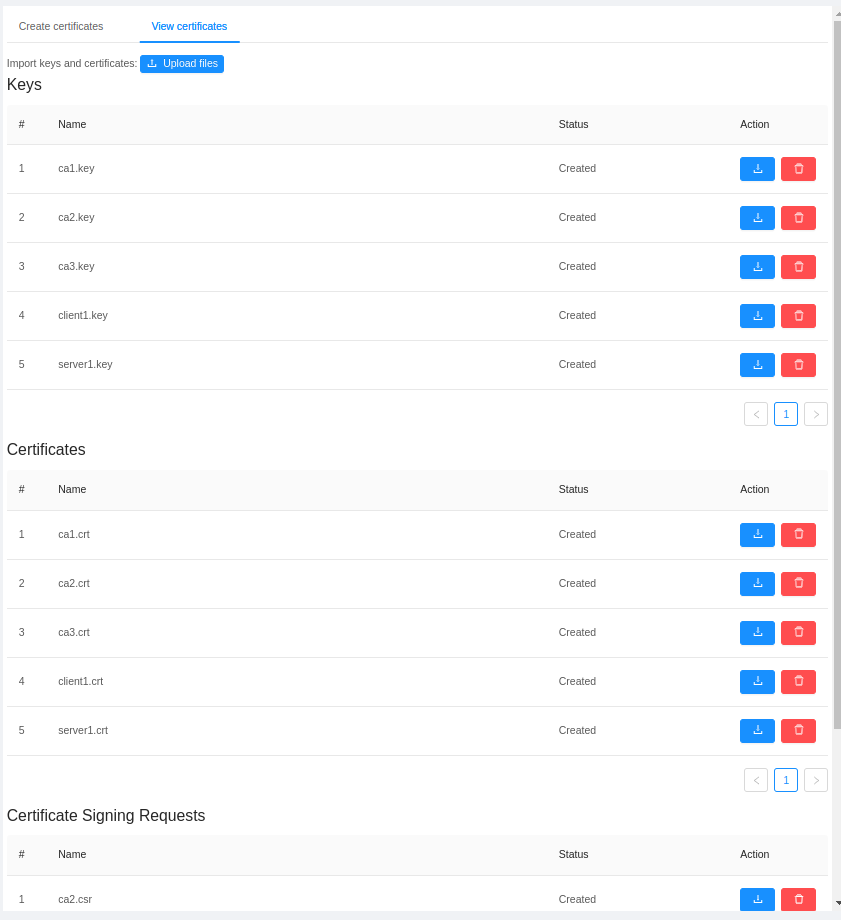 Create certificates View certificates
Import keys and certificates: Upload files
Keys
# Name Status Action
1 ca1.key Created
2 ca2.key Created
3 ca3.key Created
4 client1.key Created
5 server1.key Created
< 1 >
Certificates
# Name Status Action
1 ca1.crt Created
2 ca2.crt Created
3 ca3.crt Created
4 client1.crt Created
5 server1.crt Created
< 1 >
Certificate Signing Requests
# Name Status Action
1 ca2.csr Created